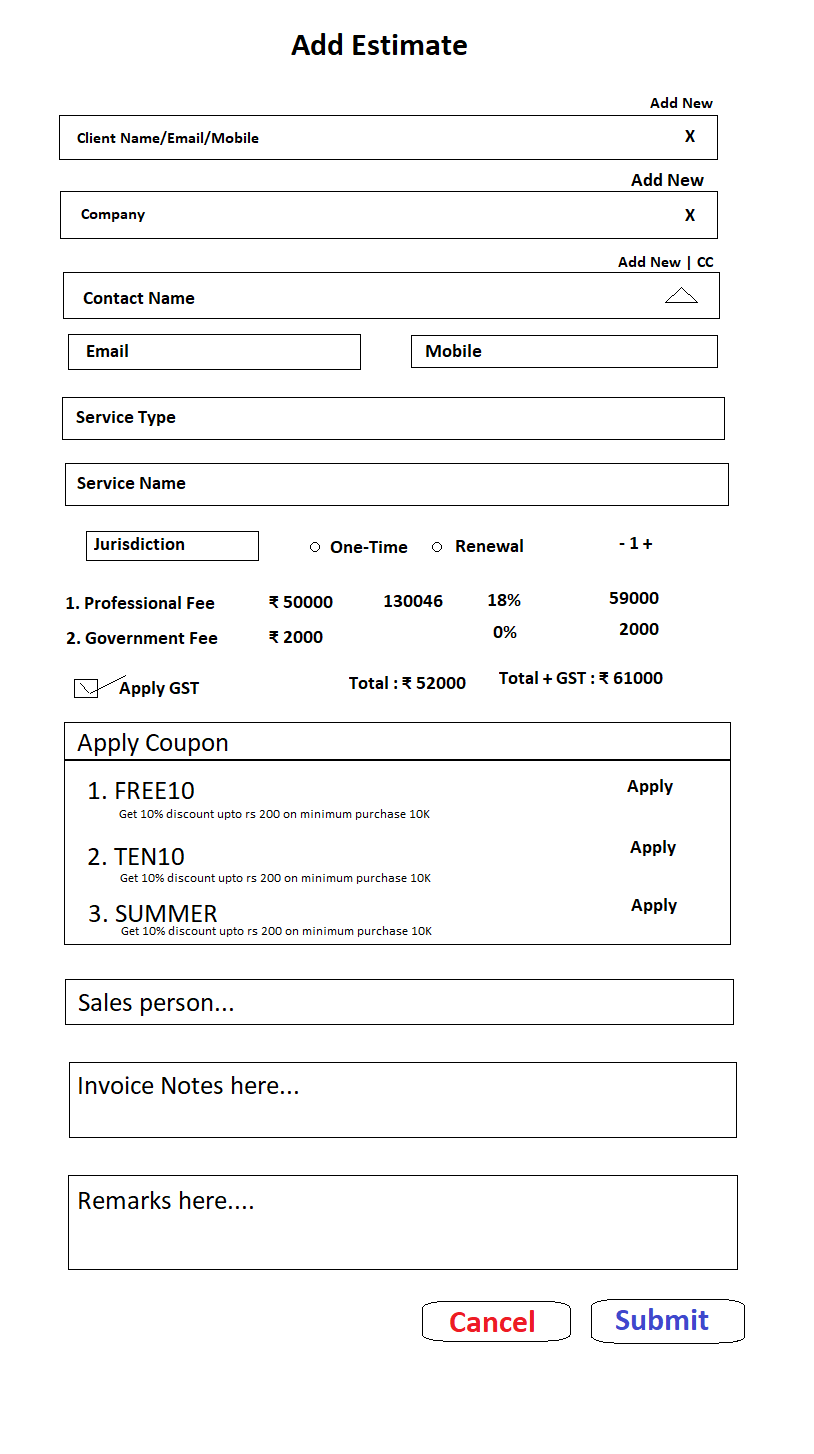 Add Estimate
Add New
Client Name/Email/Mobile X
Add New
Company X
Add New | CC
Contact Name
Email Mobile
Service Type
Service Name
Jurisdiction One-Time Renewal - 1 +
1. Professional Fee ₹ 50000 130046 18% 59000
2. Government Fee ₹ 2000 0% 2000
Apply GST Total : ₹ 52000 Total + GST : ₹ 61000
Apply Coupon
1. FREE10 Apply
Get 10% discount upto rs 200 on minimum purchase 10K
2. TEN10 Apply
Get 10% discount upto rs 200 on minimum purchase 10K
3. SUMMER Apply
Get 10% discount upto rs 200 on minimum purchase 10K
Sales person...
Invoice Notes here...
Remarks here....
Cancel Submit